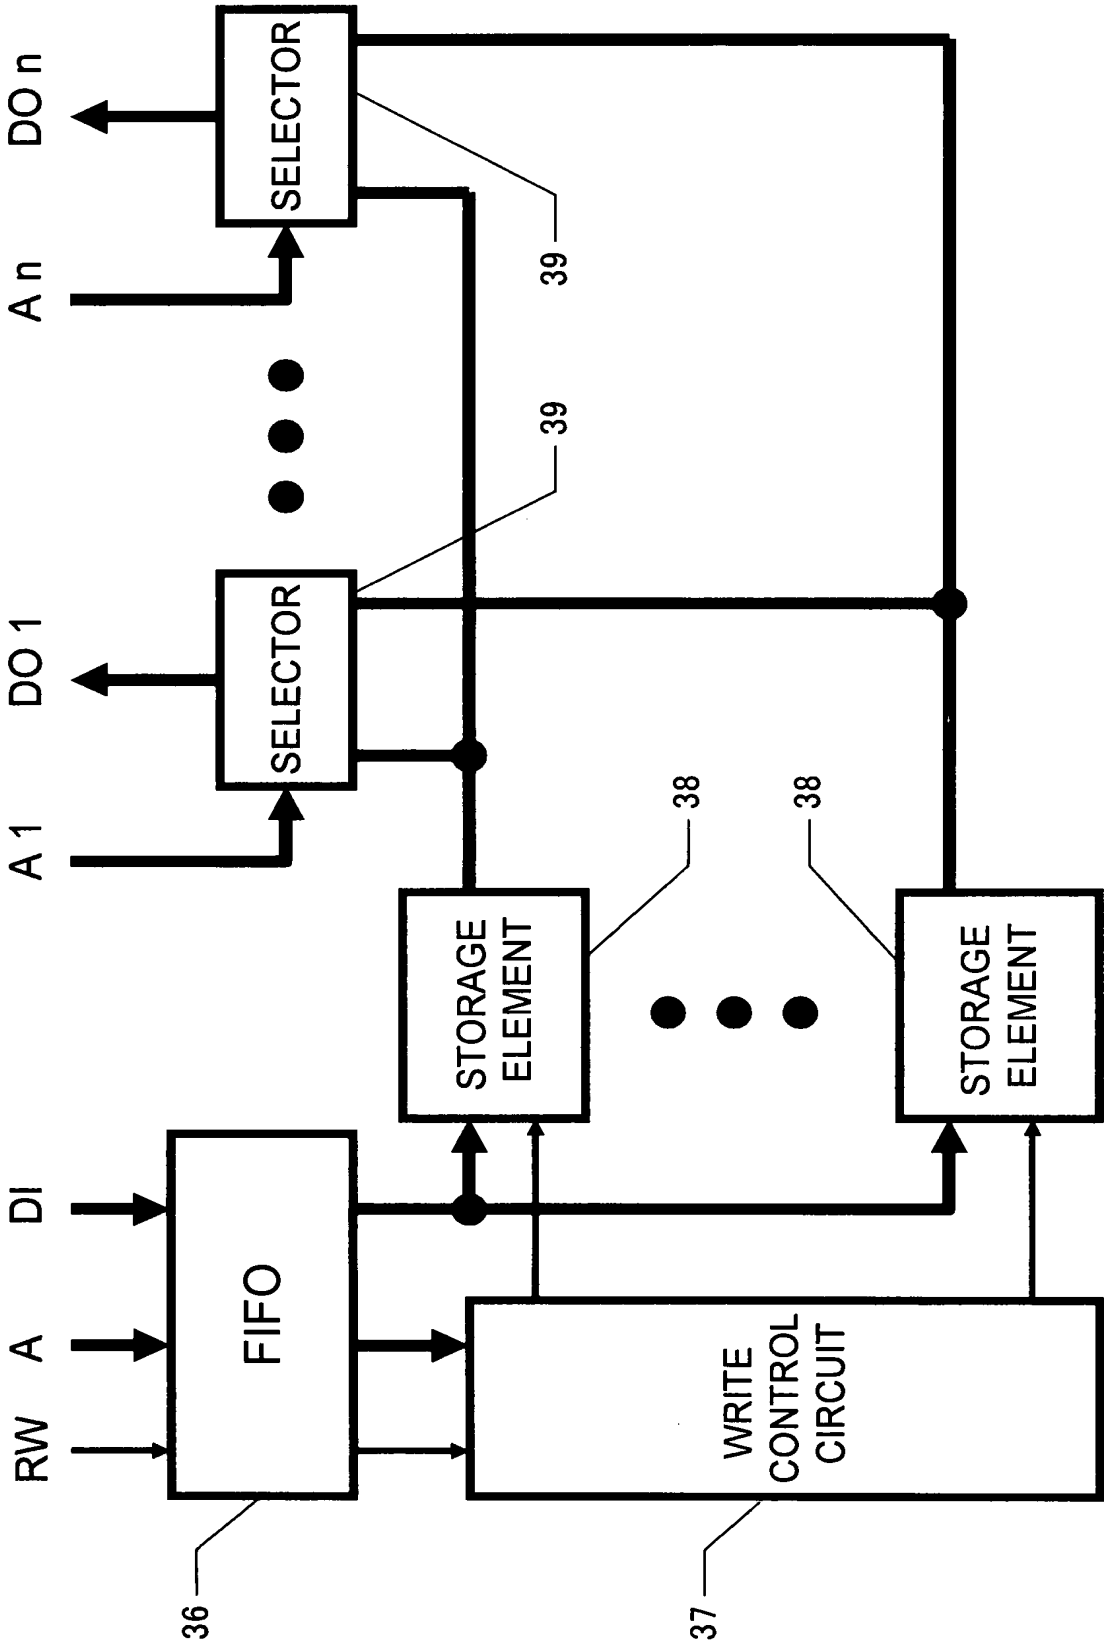 RW
A
DI
A 1
DO 1
A n
DO n
FIFO
SELECTOR
SELECTOR
36
39
39
STORAGE
ELEMENT
38
WRITE
CONTROL
CIRCUIT
37
STORAGE
ELEMENT
38